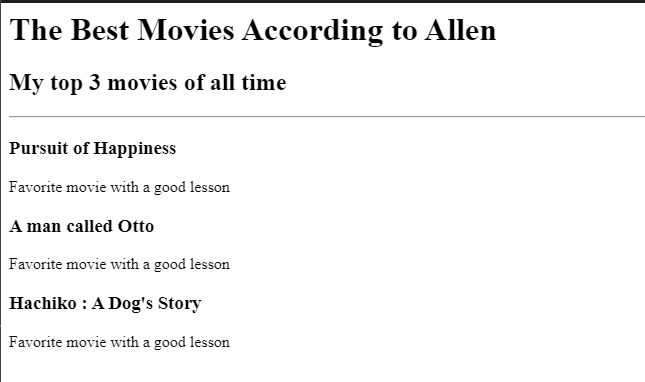 The Best Movies According to Allen
My top 3 movies of all time
Pursuit of Happiness
Favorite movie with a good lesson
A man called Otto
Favorite movie with a good lesson
Hachiko : A Dog's Story
Favorite movie with a good lesson